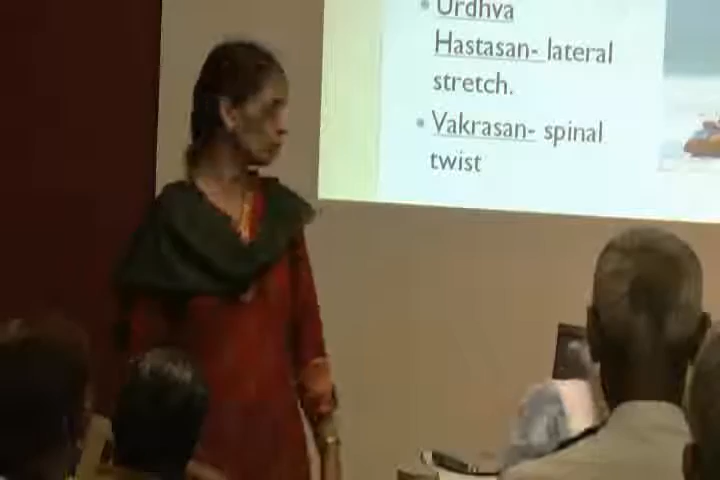 • Urdhva
Hastasan- lateral
stretch.
• Vakrasan- spinal
twist